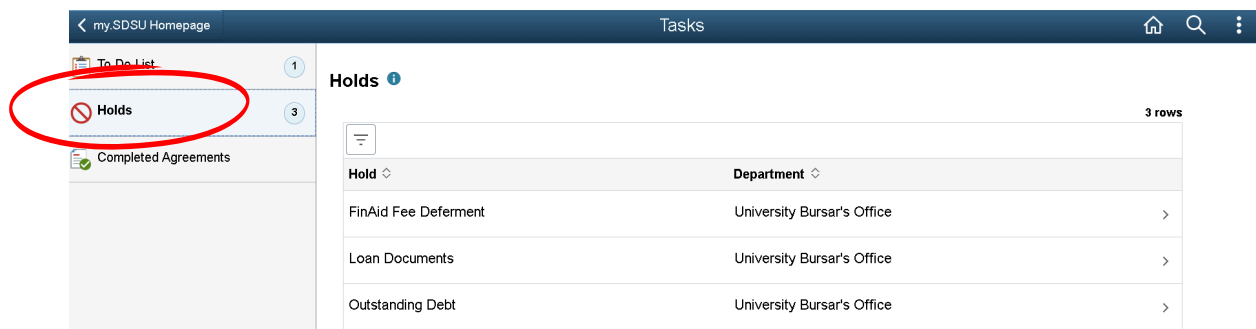 my.SDSU Homepage
Tasks
To Do List
1
Holds
3
Completed Agreements
Holds
3 rows
Hold
Department
FinAid Fee Deferment
University Bursar's Office
Loan Documents
University Bursar's Office
Outstanding Debt
University Bursar's Office